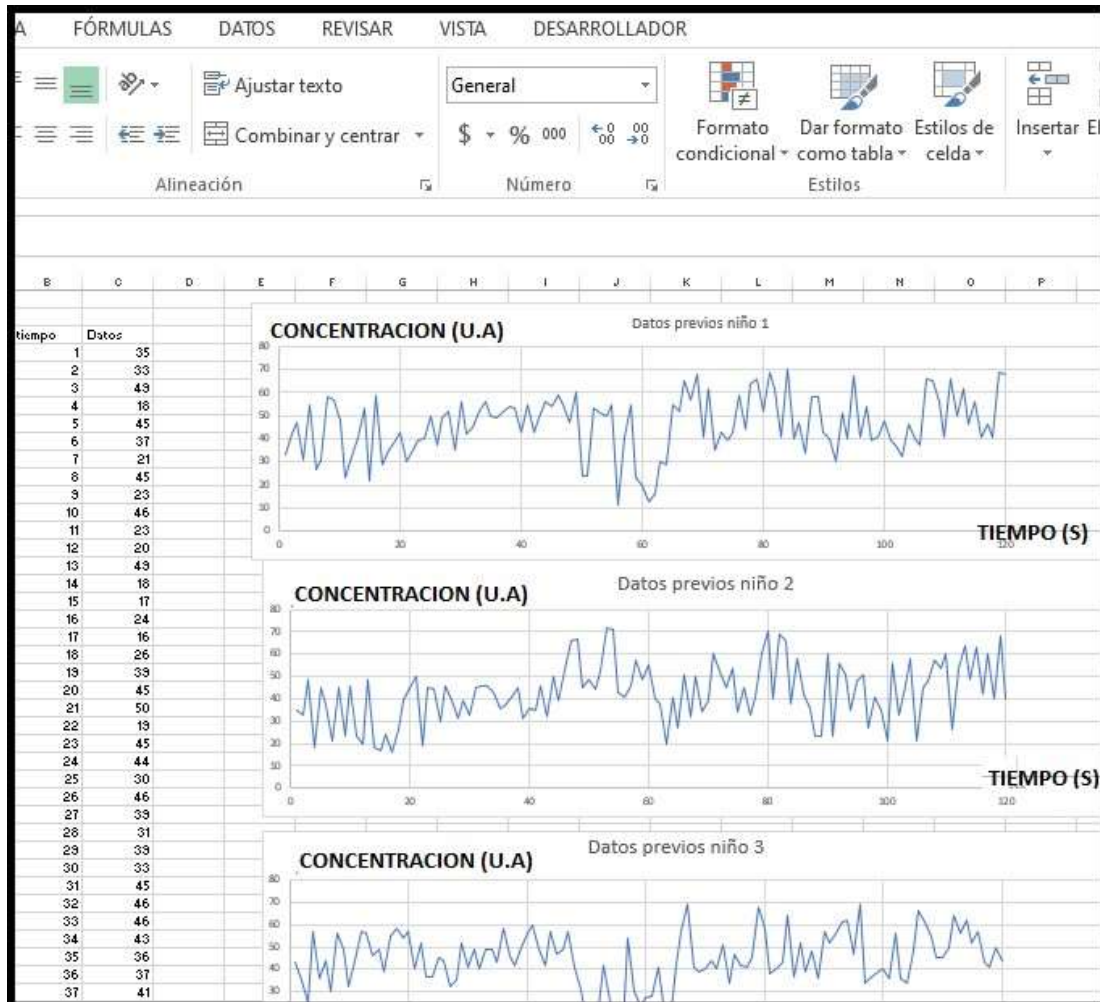 A FÓRMULAS DATOS REVISAR VISTA DESARROLLADOR
Ajustar texto
General
Combinar y centrar
$ % 000
Formato condicional
Dar formato como tabla
Estilos de celda
Insertar
El
Alineación
Número
Estilos
B C D E F G H I J K L M N O P
tiempo Datos
1 35
2 33
3 49
4 18
5 45
6 37
7 21
8 45
9 23
10 46
11 23
12 20
13 49
14 18
15 17
16 24
17 16
18 26
19 39
20 45
21 50
22 19
23 45
24 44
25 30
26 46
27 39
28 31
29 39
30 33
31 45
32 46
33 46
34 43
35 36
36 37
37 41
CONCENTRACION (U.A)
Datos previos niño 1
80
70
60
50
40
30
20
10
0
0 20 40 60 80 100 120
TIEMPO (S)
CONCENTRACION (U.A)
Datos previos niño 2
80
70
60
50
40
30
20
10
0
0 20 40 60 80 100 120
TIEMPO (S)
CONCENTRACION (U.A)
Datos previos niño 3
80
70
60
50
40
30